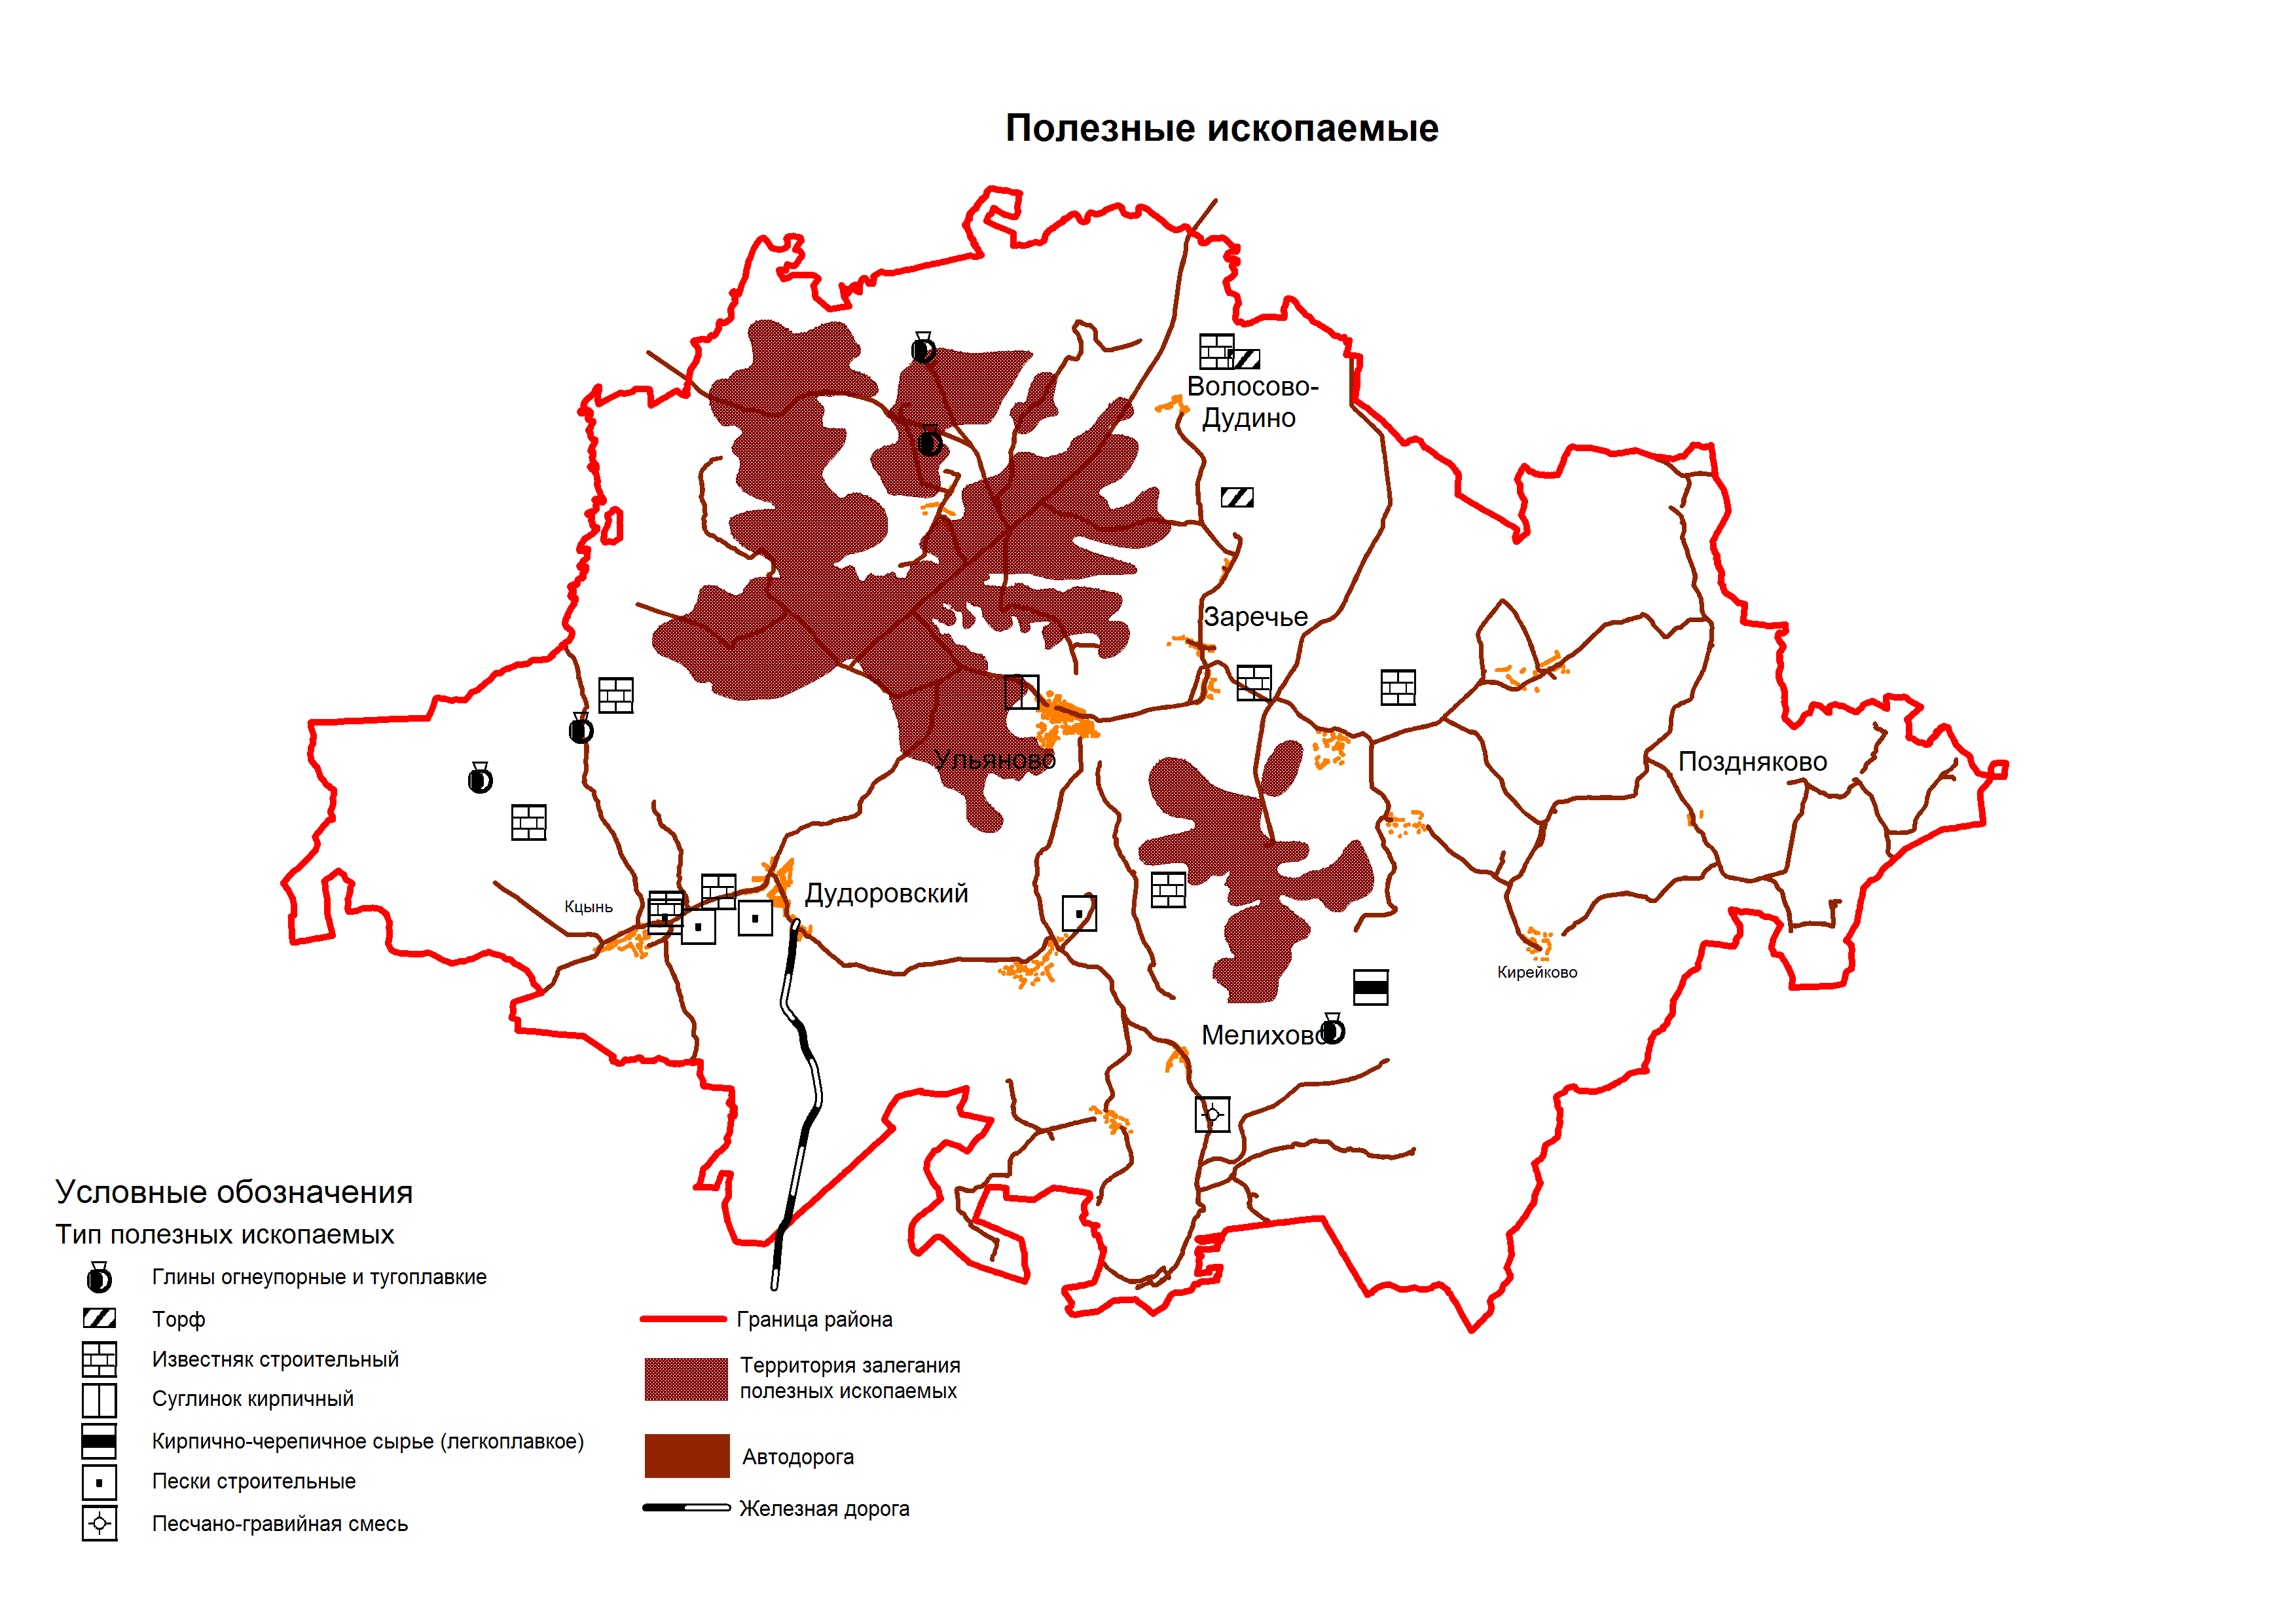 Полезные ископаемые
Волосово-
Дудино
Заречье
Ульяново
Поздняково
Дудоровский
Кцынь
Кирейково
Мелихово
Условные обозначения
Тип полезных ископаемых
Глины огнеупорные и тугоплавкие
Торф
Известняк строительный
Суглинок кирпичный
Кирпично-черепичное сырье (легкоплавкое)
Пески строительные
Песчано-гравийная смесь
Граница района
Территория залегания
полезных ископаемых
Автодорога
Железная дорога